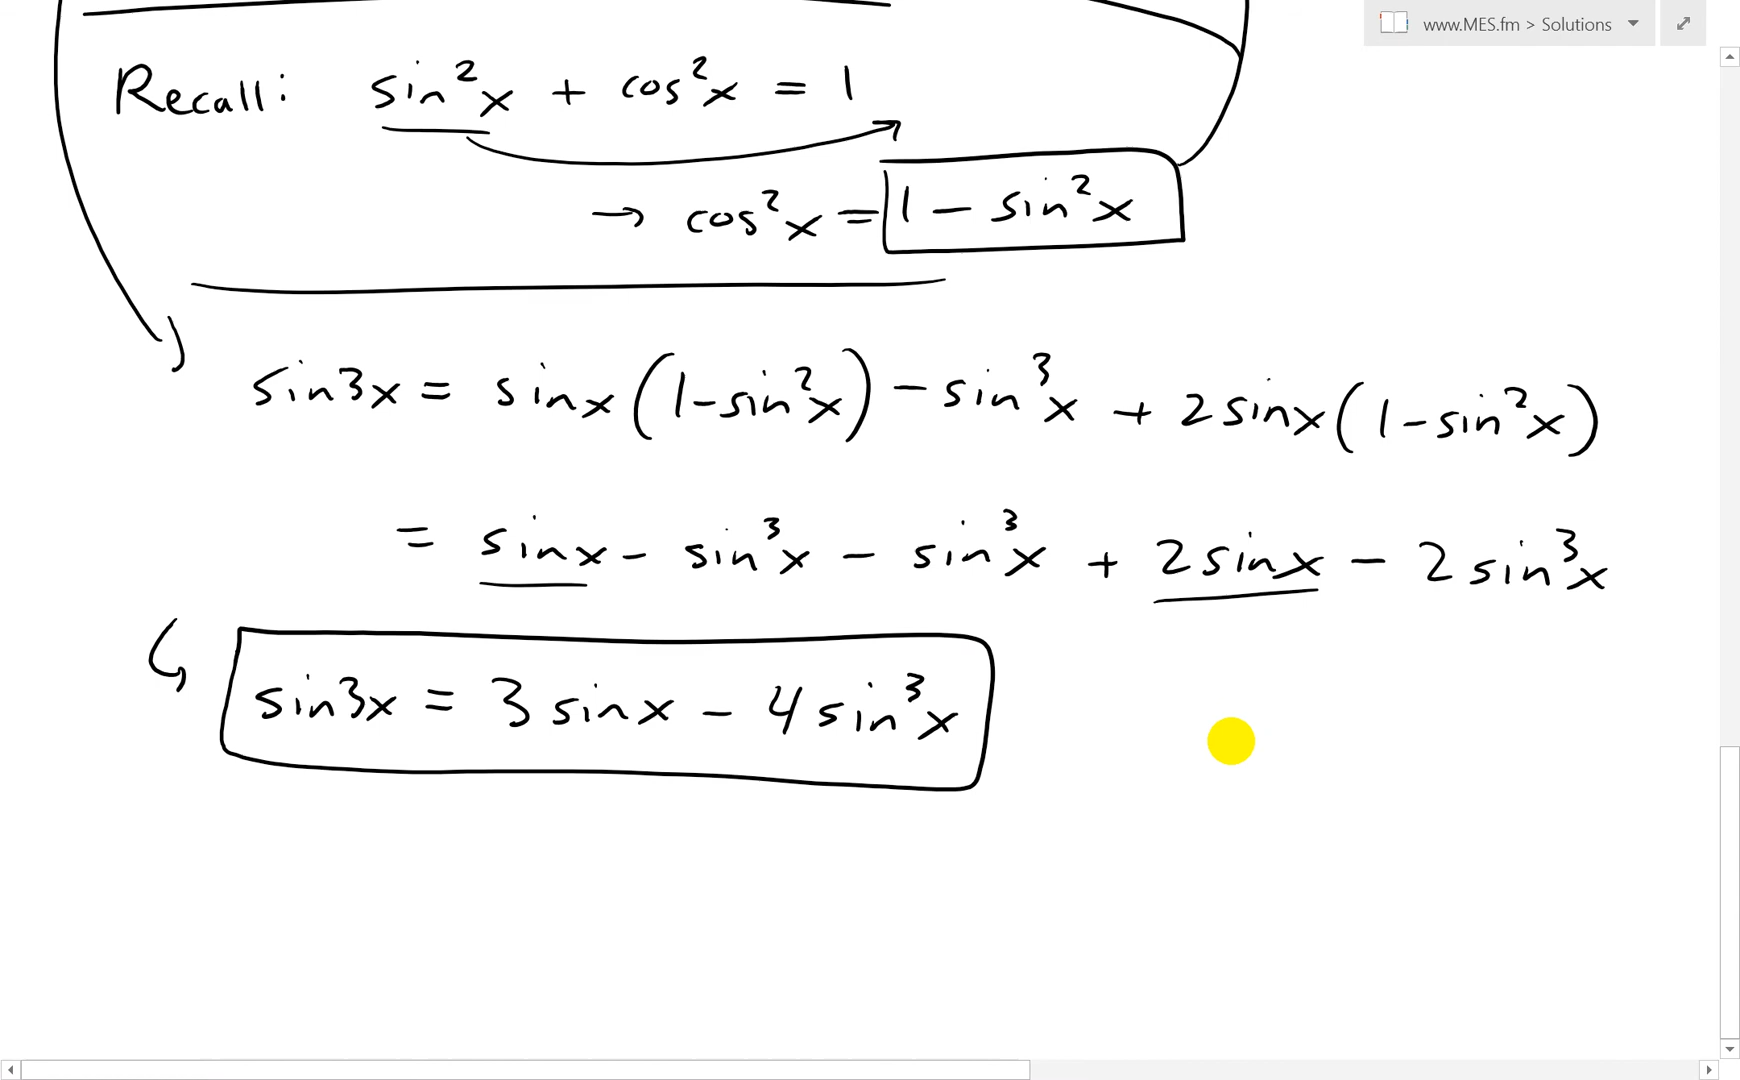 www.MES.fm > Solutions
Recall: sin²x + cos²x = 1
→ cos²x = 1 - sin²x
sin3x = sinx(1-sin²x) - sin³x + 2sinx(1-sin²x)
= sinx - sin³x - sin³x + 2sinx - 2sin³x
sin3x = 3sinx - 4sin³x